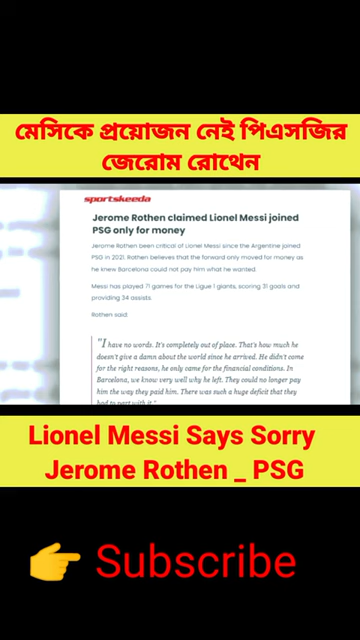 মেসিকে প্রয়োজন নেই পিএসজির
জেরোম রোথেন
sportskeeda
Jerome Rothen claimed Lionel Messi joined
PSG only for money
Jerome Rothen been critical of Lionel Messi since the Argentine joined
PSG in 2021. Rothen believes that the forward only moved for money as
he knew Barcelona could not pay him what he wanted.
Messi has played 71 games for the Ligue 1 giants, scoring 31 goals and
providing 34 assists.
Rothen said:
"I have no words. It's completely out of place. That's how much he
doesn't give a damn about the world since he arrived. He didn't come
for the right reasons, he only came for the financial conditions. In
Barcelona, we know very well why he left. They could no longer pay
him the way they paid him. There was such a huge deficit that they
had to part with it."
Lionel Messi Says Sorry
Jerome Rothen _ PSG
👉 Subscribe